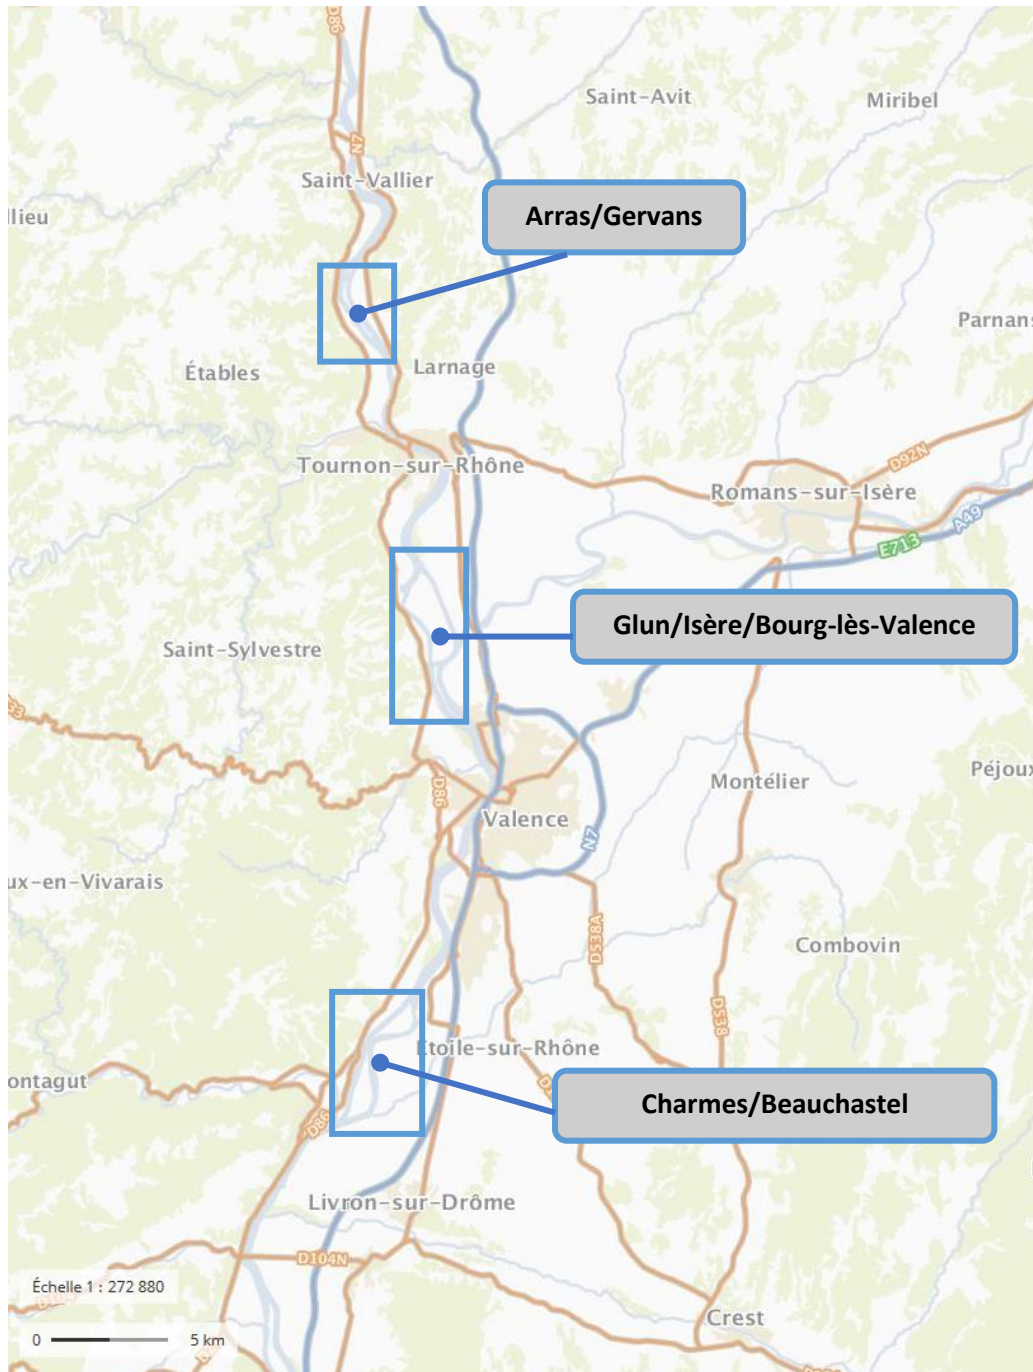 D86
Saint-Avit
Miribel
N7
Saint-Vallier
llieu
Arras/Gervans
Parnans
Étables
Larnage
Tournon-sur-Rhône
D92N
Romans-sur-Isère
A49
E713
Glun/Isère/Bourg-lès-Valence
Saint-Sylvestre
33
Péjoux
D86
Montélier
Valence
N7
ux-en-Vivarais
D538A
Combovin
D538
Etoile-sur-Rhône
ontagut
Charmes/Beauchastel
D86
Livron-sur-Drôme
D104N
Échelle 1 : 272 880
Crest
0 5 km